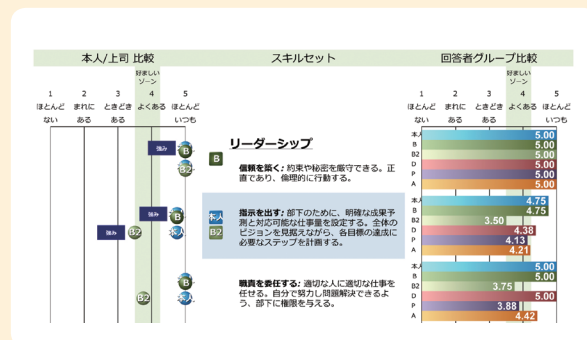 本人/上司 比較
スキルセット
回答者グループ比較
好ましい
ゾーン
1 2 3 4 5
ほとんど まれに ときどき よくある ほとんど
ない ある ある いつも
好ましい
ゾーン
1 2 3 4 5
ほとんど まれに ときどき よくある ほとんど
ない ある ある いつも
強み 本人 B
B2
リーダーシップ
B
信頼を築く: 約束や秘密を厳守できる。正
直であり、倫理的に行動する。
本人 5.00
B 5.00
B2 5.00
D 5.00
P 5.00
A 5.00
強み B
強み B2 本人
本人
B2
指示を出す: 部下のために、明確な成果予
測と対応可能な仕事量を設定する。全体の
ビジョンを見据えながら、各目標の達成に
必要なステップを計画する。
本人 4.75
B 4.75
B2 3.50
D 4.38
P 4.13
A 4.21
B
B2 本人
職責を委任する: 適切な人に適切な仕事を
任せる。自分で努力し問題解決できるよ
う、部下に権限を与える。
本人 5.00
B 5.00
B2 3.75
D 5.00
P 3.88
A 4.42